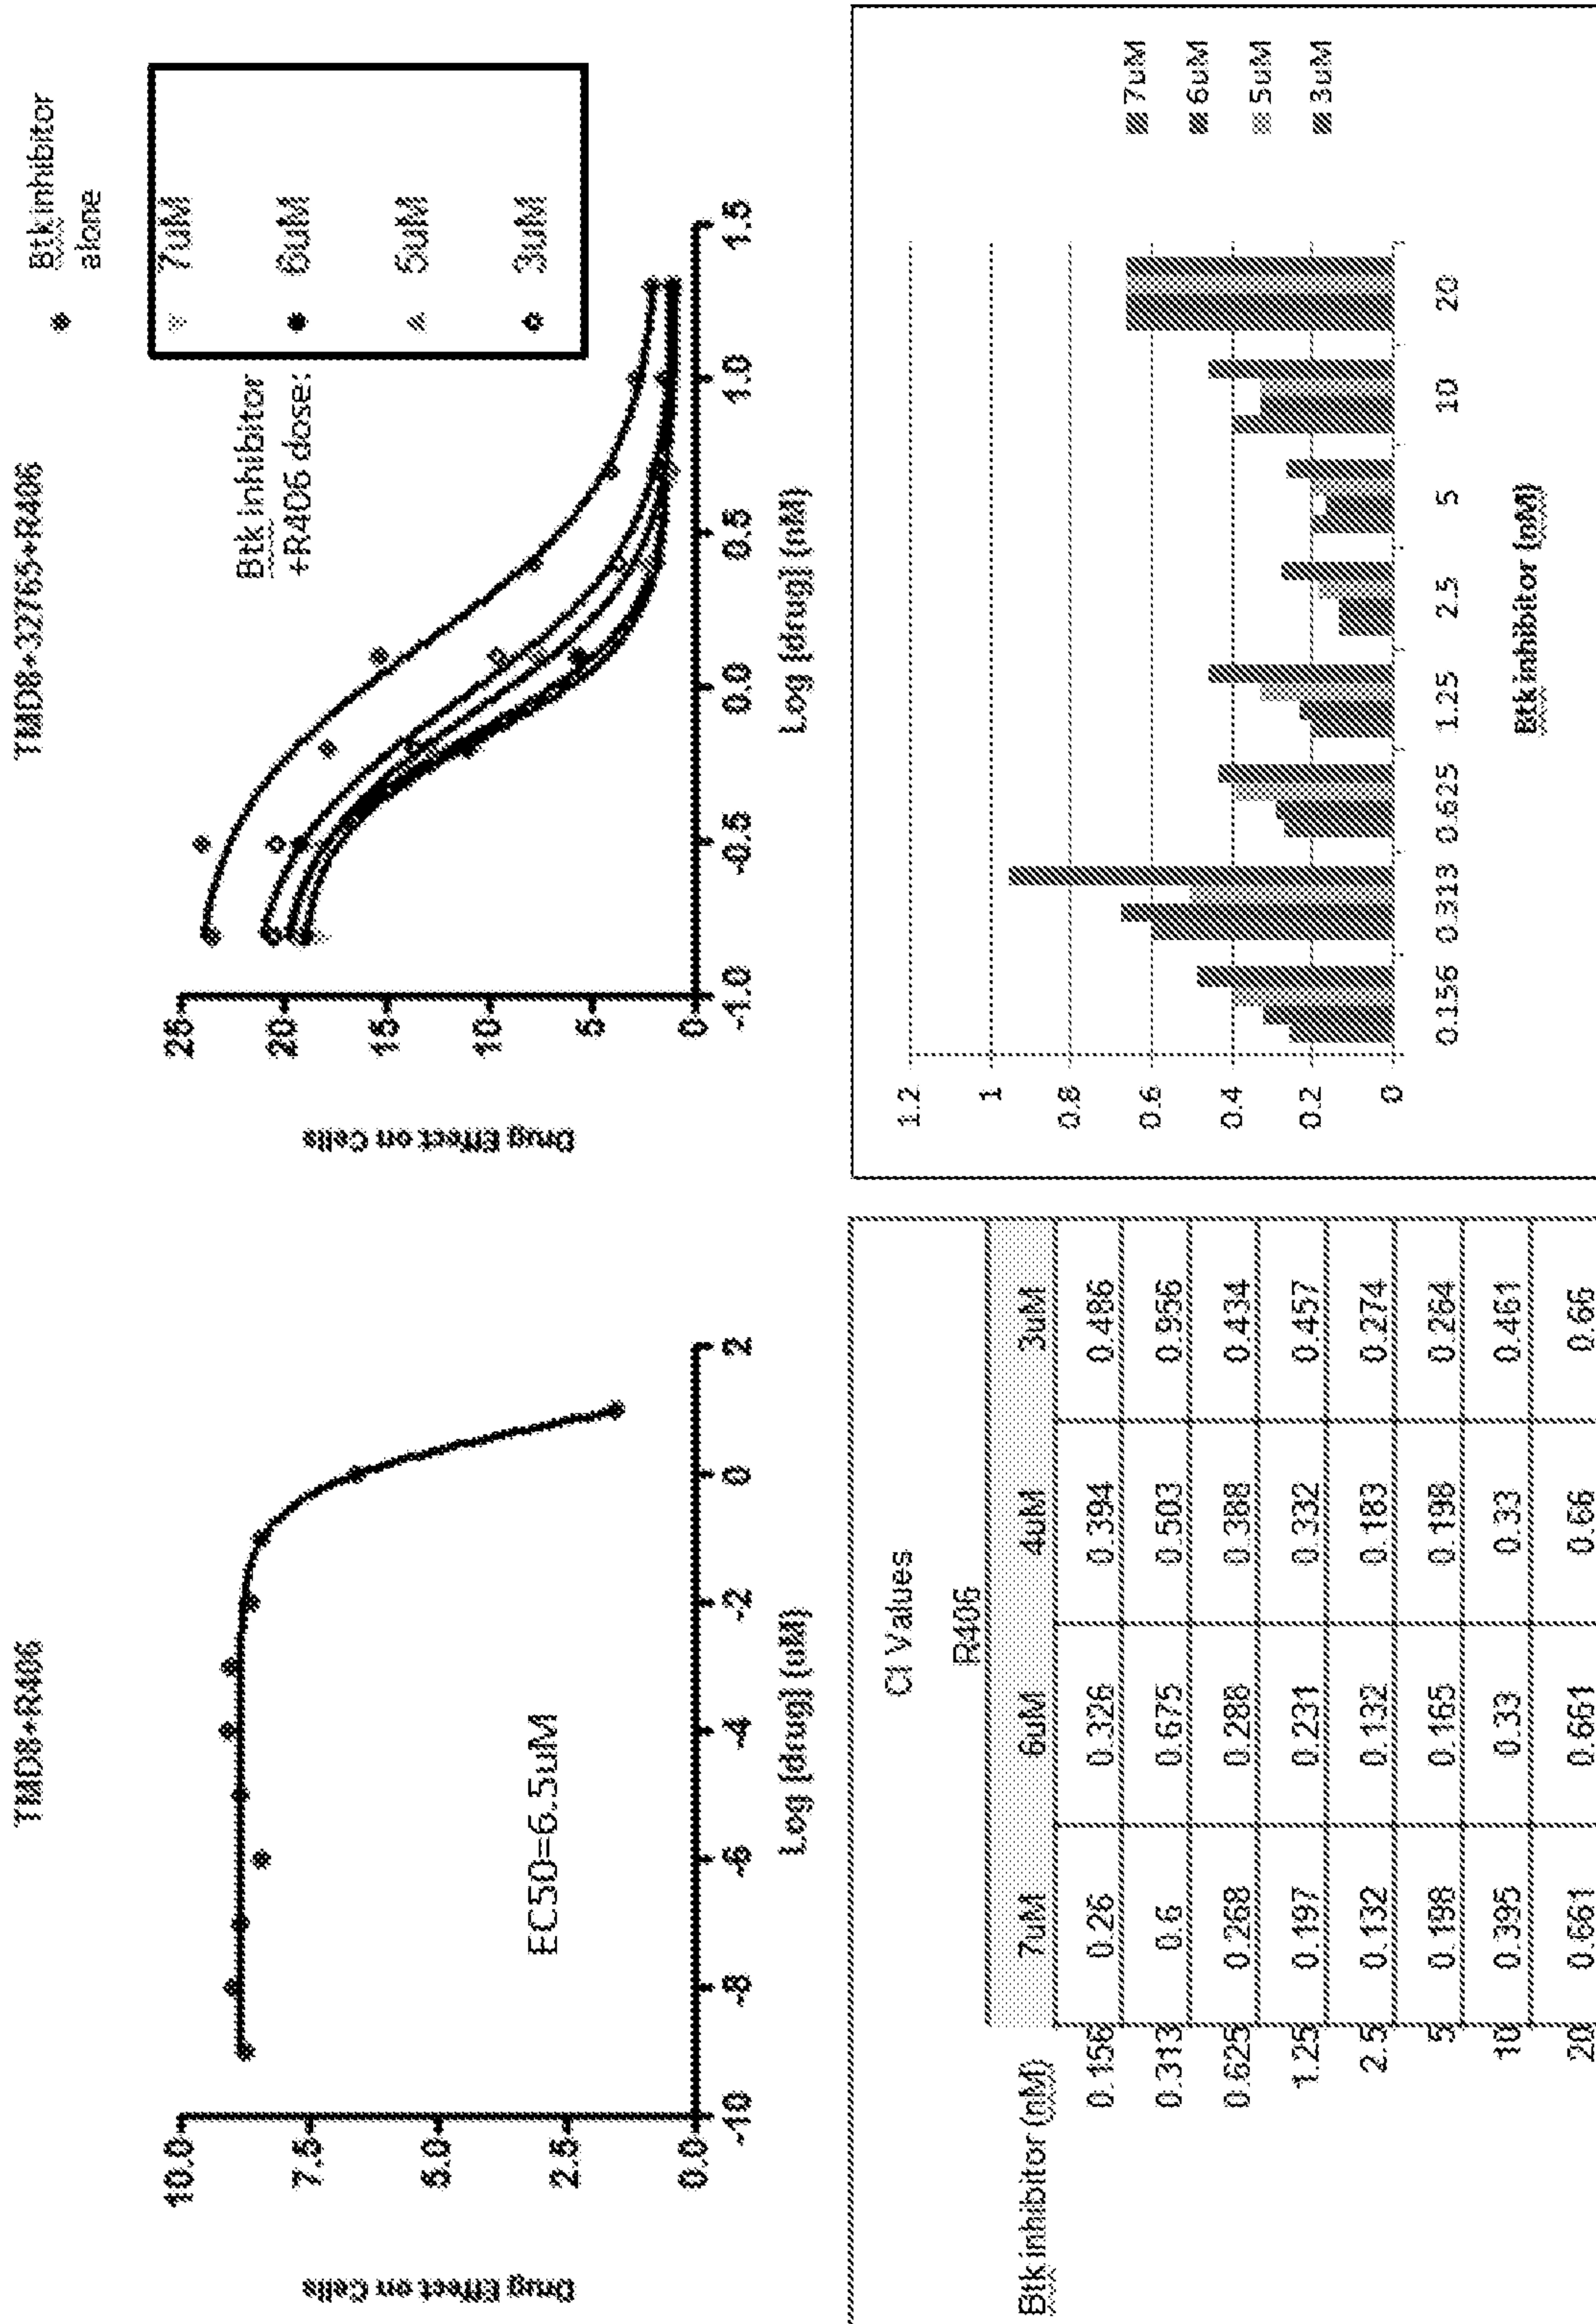 TMD8+R406
Drug Effect on Cells
10.0
7.5
5.0
2.5
0.0
-10
-8
-6
-4
-2
0
2
EC50=6.5uM
Log [drug] (uM)
TMD8+32765+R406
Drug Effect on Cells
25
20
15
10
5
0
-1.0
-0.5
0.0
0.5
1.0
1.5
Log [drug] (nM)
Btk inhibitor
alone
Btk inhibitor
+R406 dose:
7uM
6uM
5uM
3uM
CI Values
R406
Btk inhibitor (nM) 7uM 6uM 4uM 3uM
0.156 0.26 0.326 0.394 0.486
0.313 0.6 0.675 0.503 0.956
0.625 0.268 0.288 0.388 0.434
1.25 0.197 0.231 0.332 0.457
2.5 0.132 0.132 0.183 0.274
5 0.198 0.165 0.198 0.264
10 0.395 0.33 0.33 0.461
20 0.661 0.661 0.66 0.66
1.2
1
0.8
0.6
0.4
0.2
0
0.156 0.313 0.625 1.25 2.5 5 10 20
Btk inhibitor (nM)
7uM
6uM
5uM
3uM